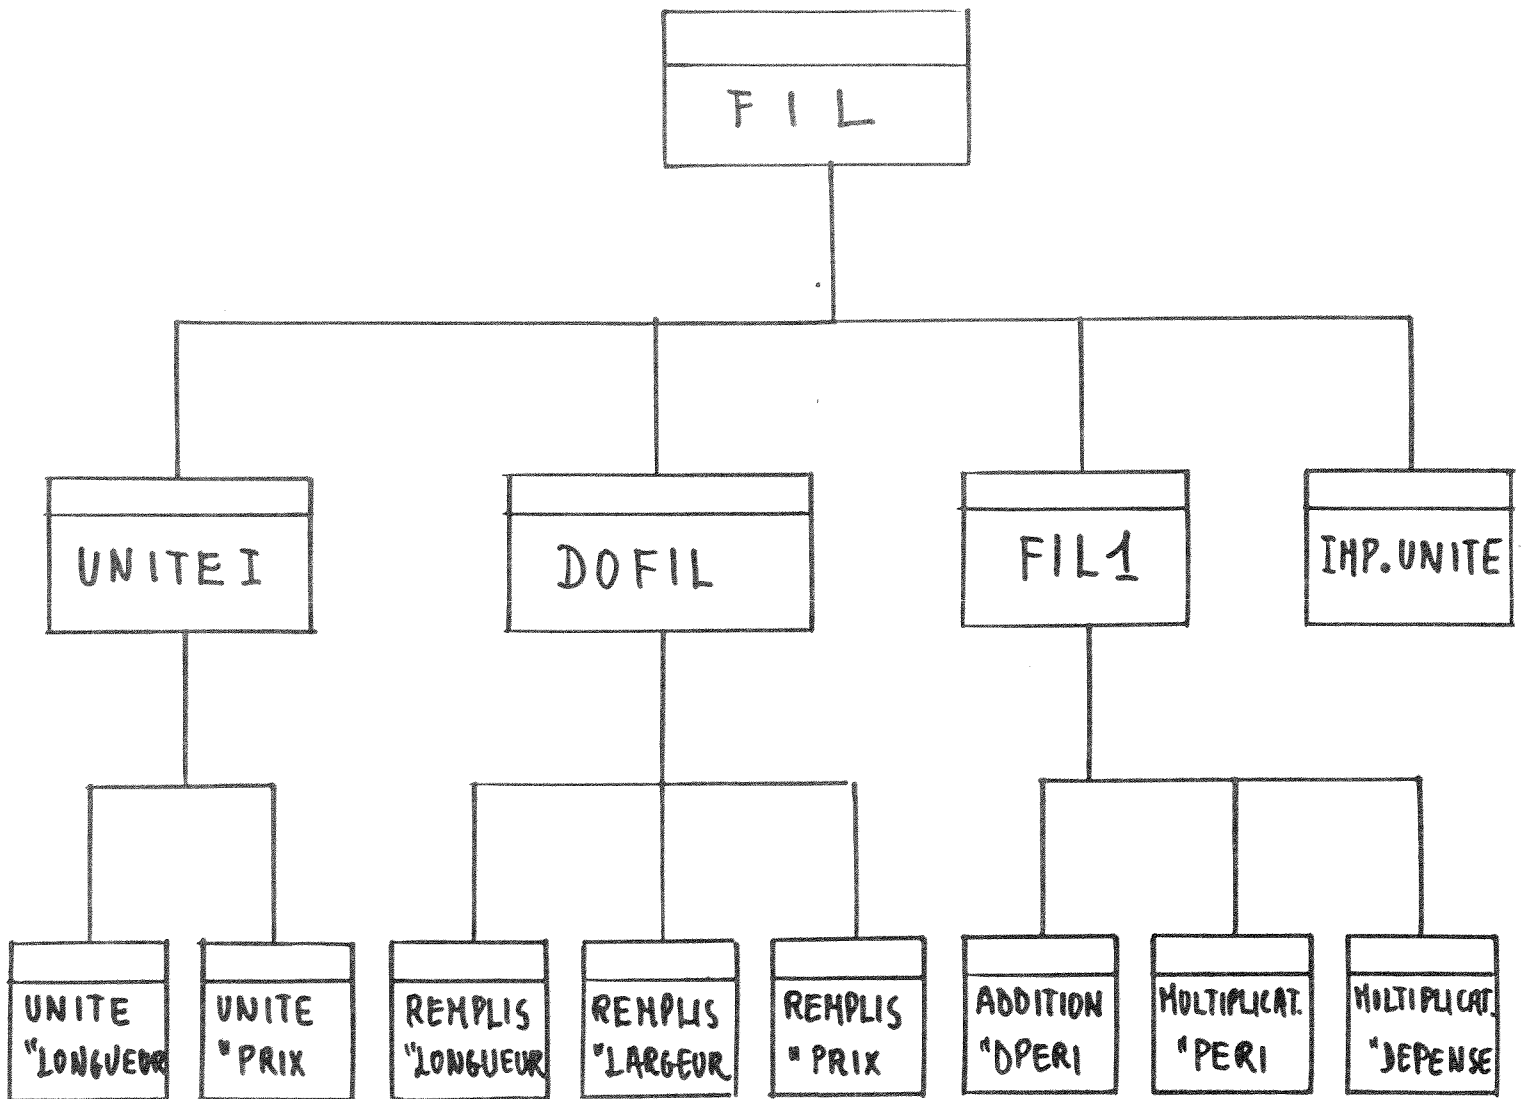 FIL
UNITEI
DOFIL
FIL1
IMP.UNITE
UNITE
"LONGUEUR
UNITE
"PRIX
REMPLIS
"LONGUEUR
REMPLIS
"LARGEUR
REMPLIS
"PRIX
ADDITION
"DPERI
MULTIPLICAT.
"PERI
MULTIPLICAT.
"DEPENSE